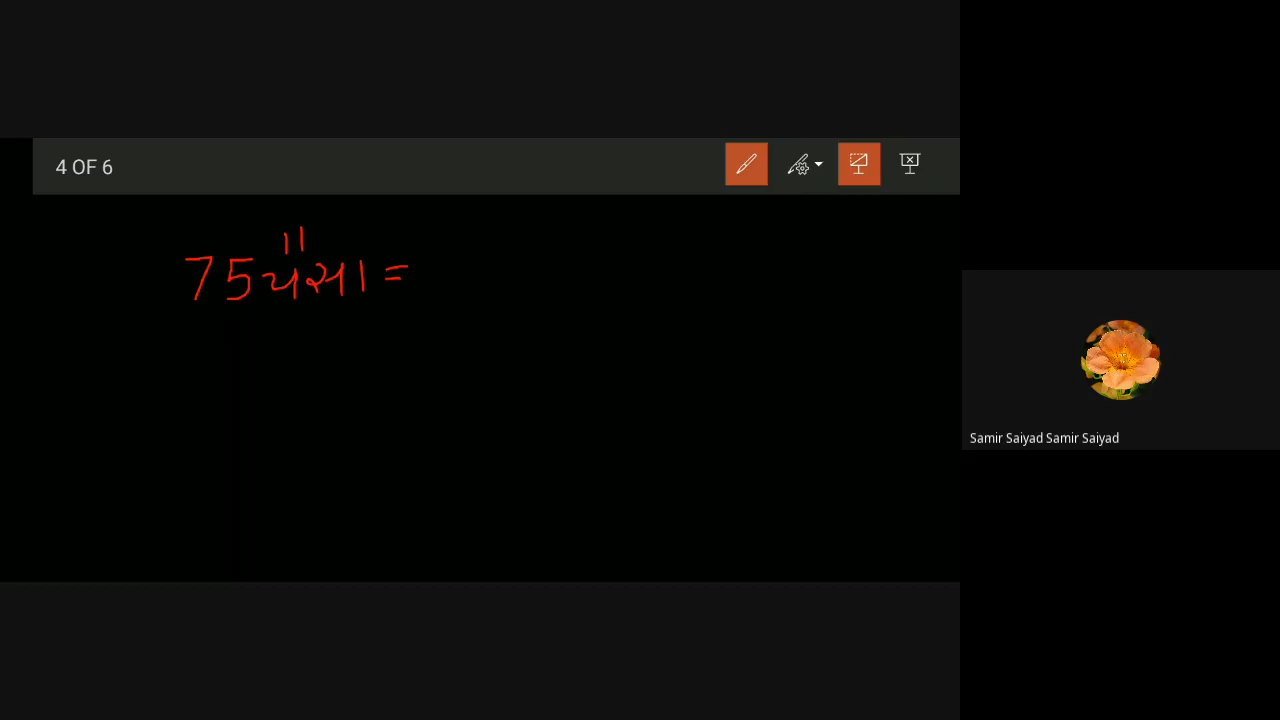 4 OF 6
75 પૈસા =
Samir Saiyad Samir Saiyad